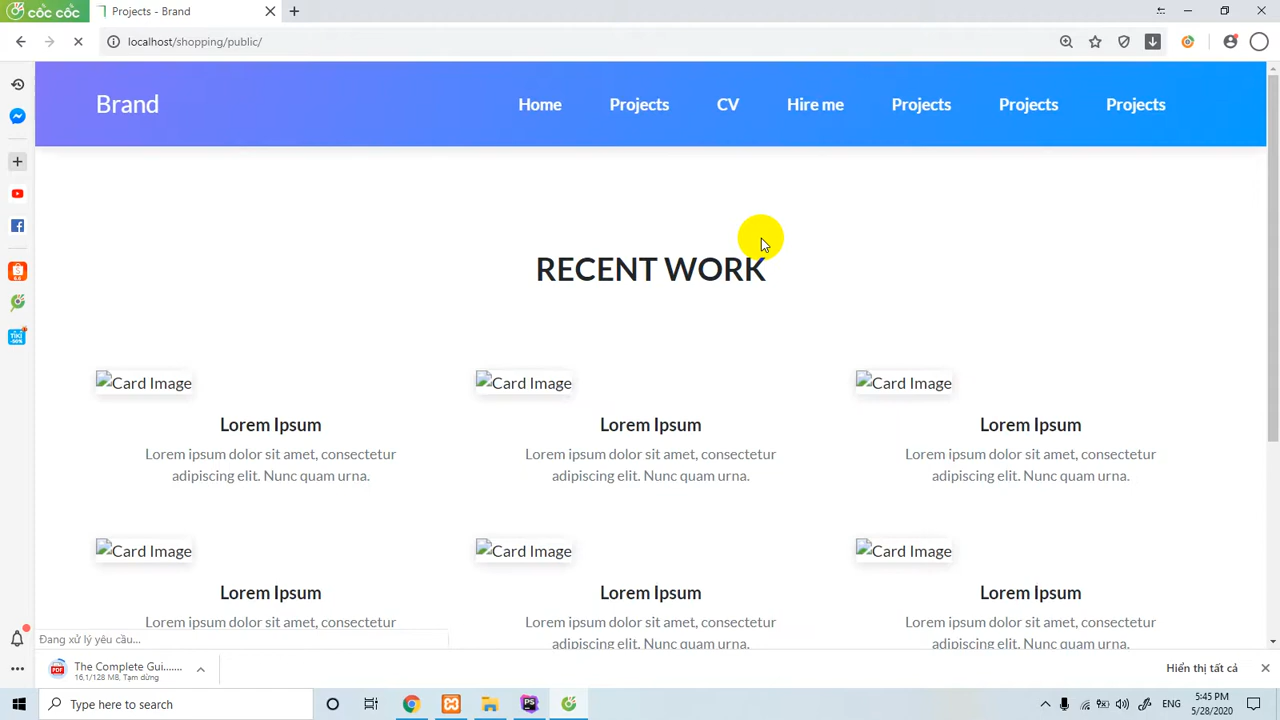 cốc cốc
Projects - Brand
localhost/shopping/public/
Brand
Home
Projects
CV
Hire me
Projects
Projects
Projects
RECENT WORK
Card Image
Card Image
Card Image
Lorem Ipsum
Lorem Ipsum
Lorem Ipsum
Lorem ipsum dolor sit amet, consectetur
adipiscing elit. Nunc quam urna.
Lorem ipsum dolor sit amet, consectetur
adipiscing elit. Nunc quam urna.
Lorem ipsum dolor sit amet, consectetur
adipiscing elit. Nunc quam urna.
Card Image
Card Image
Card Image
Lorem Ipsum
Lorem Ipsum
Lorem Ipsum
Lorem ipsum dolor sit amet, consectetur
Lorem ipsum dolor sit amet, consectetur
adipiscing elit. Nunc quam urna.
Lorem ipsum dolor sit amet, consectetur
adipiscing elit. Nunc quam urna.
Đang xử lý yêu cầu...
PDF
The Complete Gui.......
16,1/128 MB, Tạm dừng
Hiển thị tất cả
Type here to search
PS
ENG
5:45 PM
5/28/2020